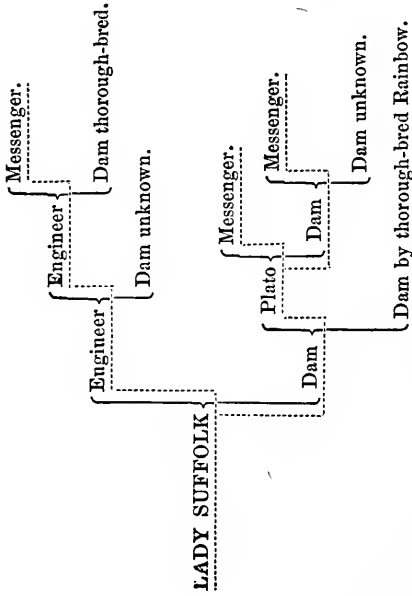 Messenger.
Engineer
Dam thorough-bred.
Engineer
Dam unknown.
LADY SUFFOLK
Messenger.
Plato
Messenger.
Dam
Dam unknown.
Dam
Dam by thorough-bred Rainbow.